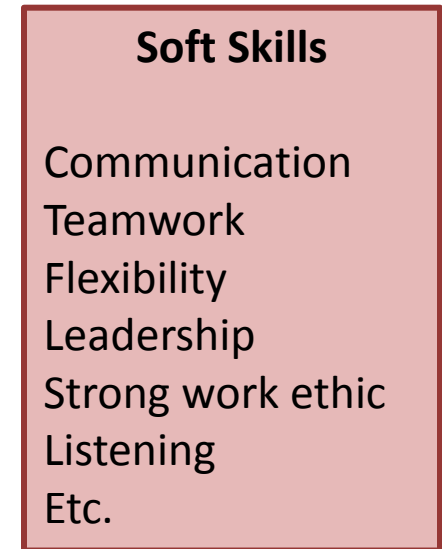 Soft Skills
Communication
Teamwork
Flexibility
Leadership
Strong work ethic
Listening
Etc.